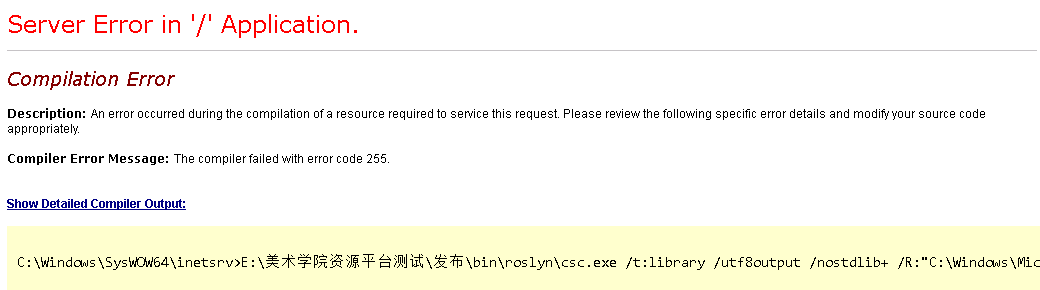 Server Error in '/' Application.
Compilation Error
Description: An error occurred during the compilation of a resource required to service this request. Please review the following specific error details and modify your source code
appropriately.
Compiler Error Message: The compiler failed with error code 255.
Show Detailed Compiler Output:
C:\Windows\SysWOW64\inetsrv>E:\美术学院资源平台测试\发布\bin\roslyn\csc.exe /t:library /utf8output /nostdlib+ /R:"C:\Windows\Mic